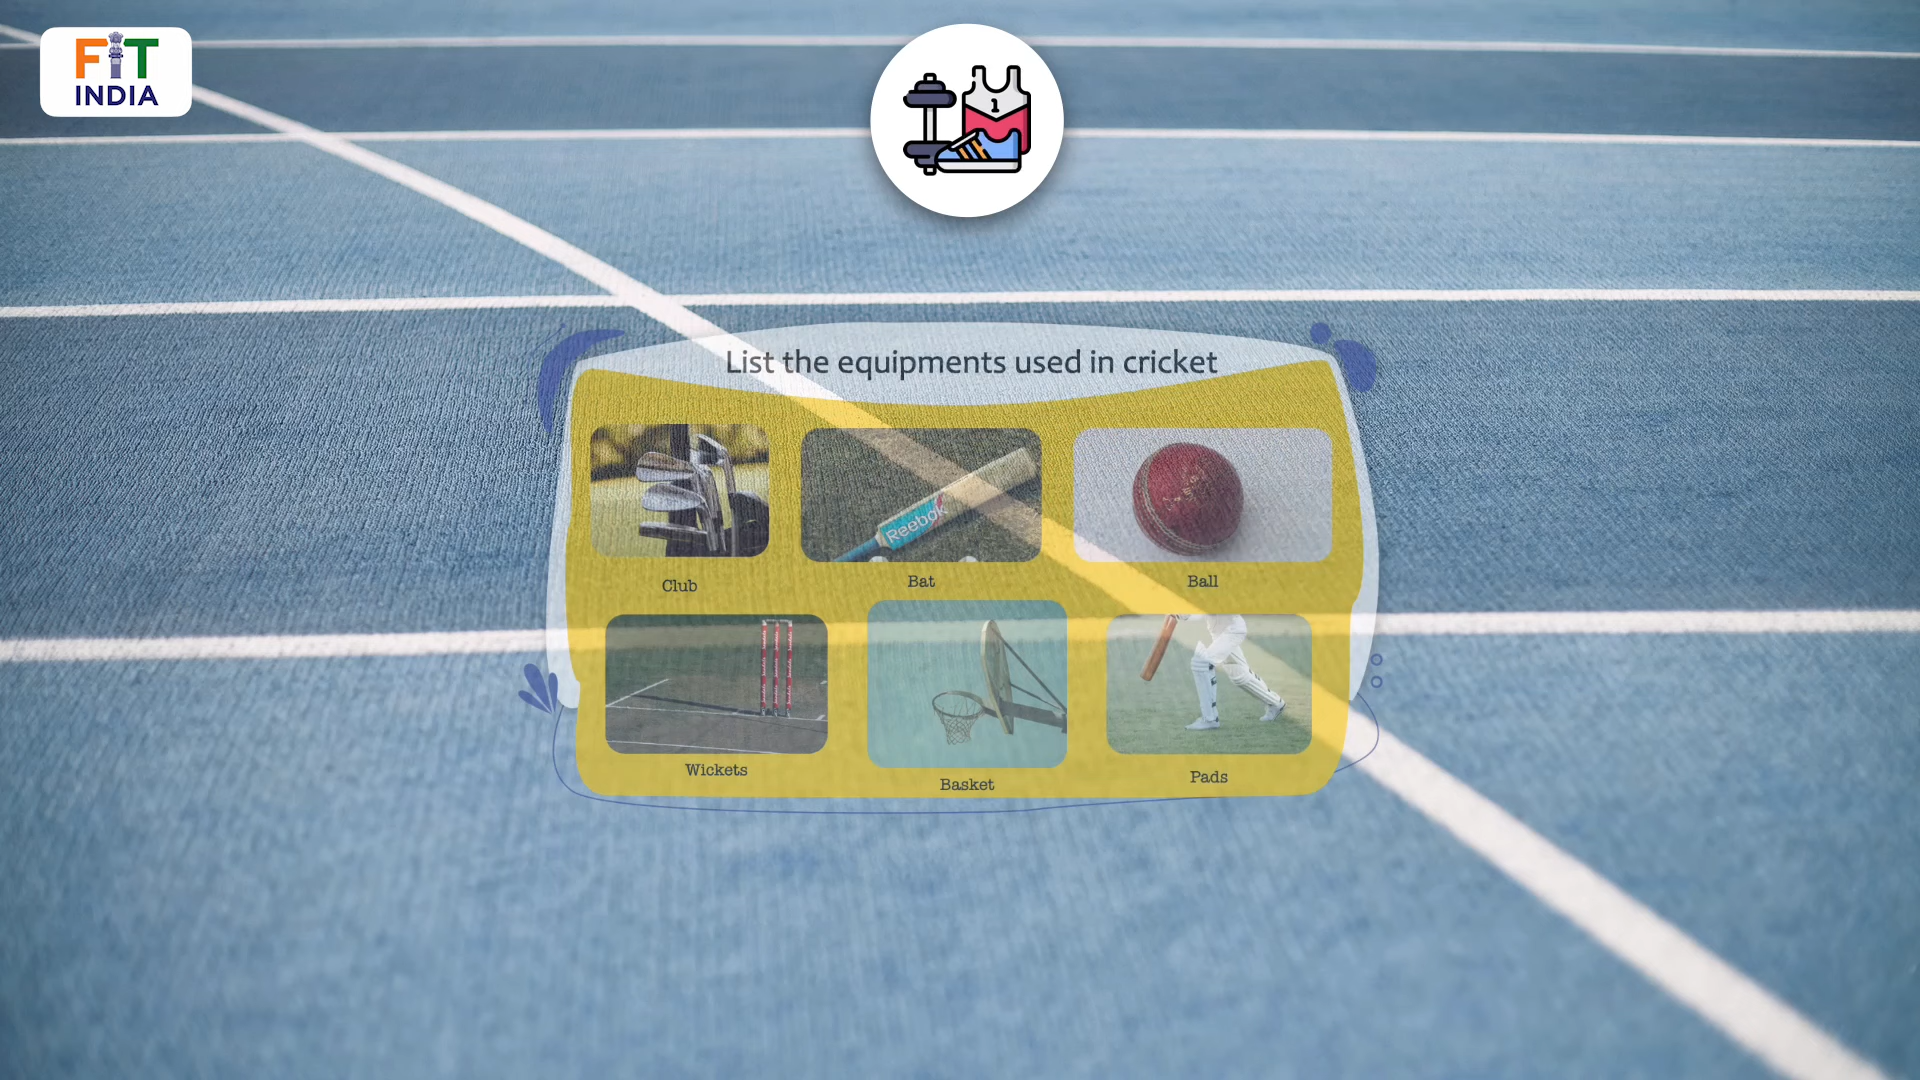 FiT
INDIA
1
List the equipments used in cricket
Reebok
Club
Bat
Ball
Wickets
Basket
Pads